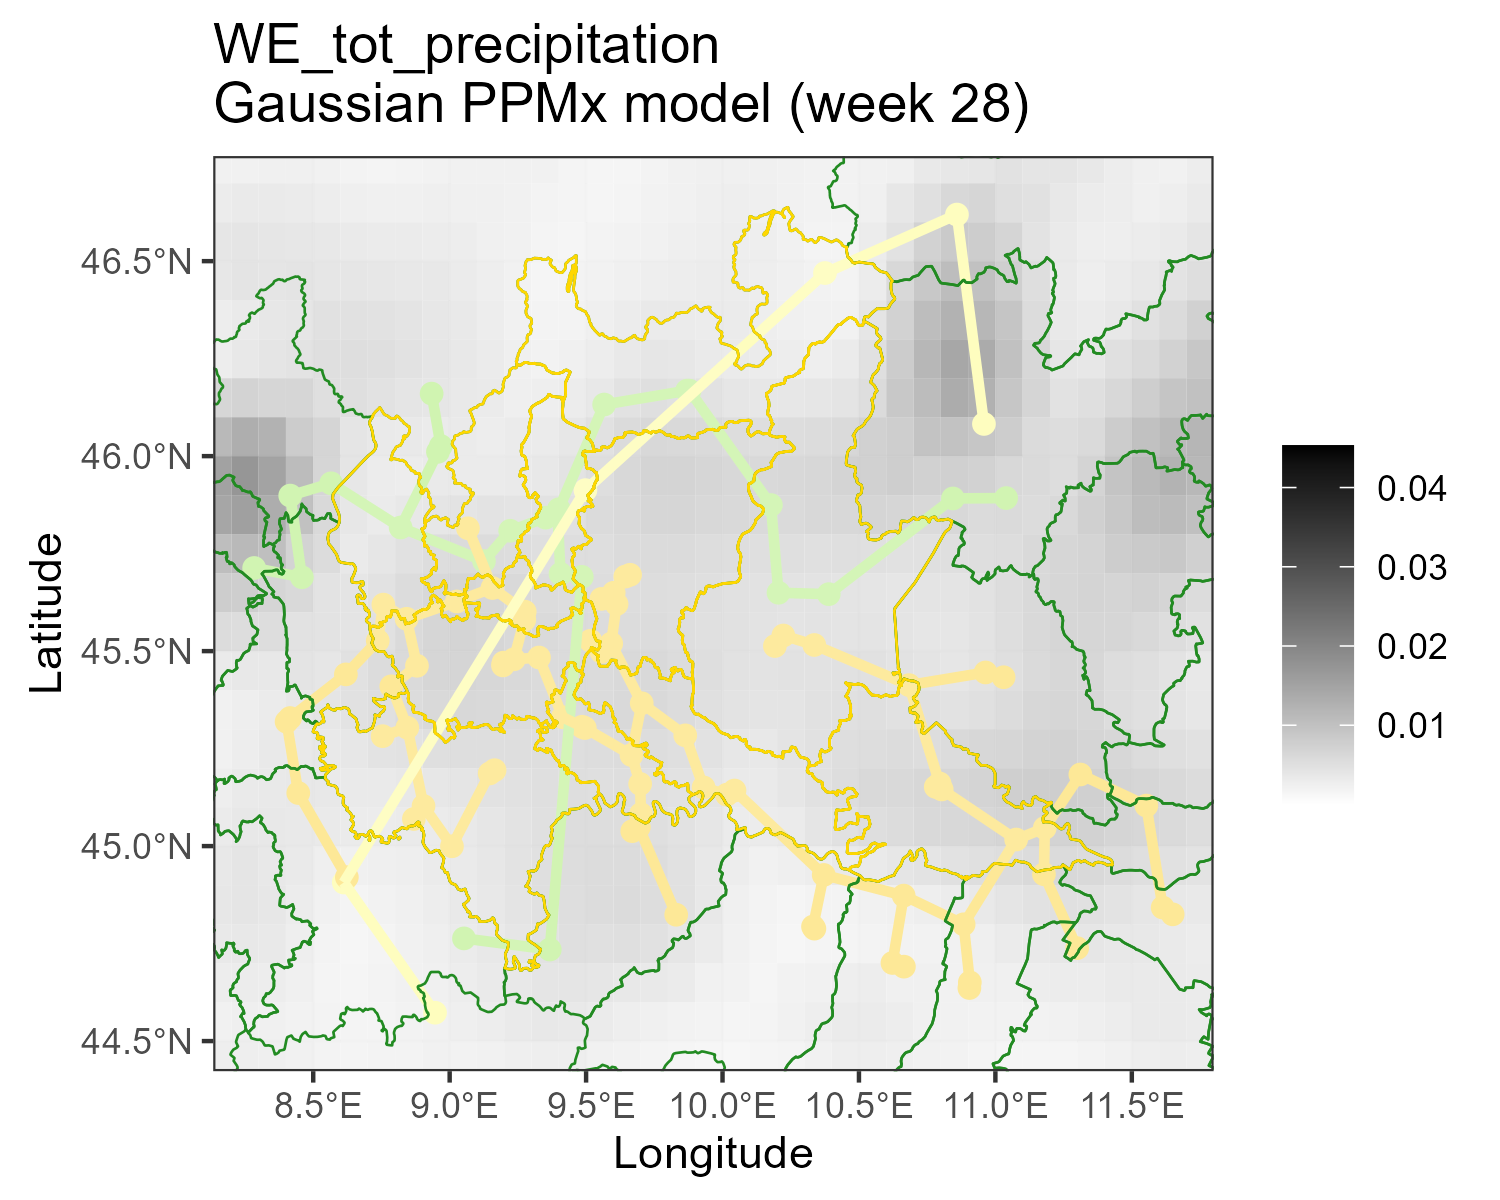 WE_tot_precipitation
Gaussian PPMx model (week 28)
46.5°N
46.0°N
45.5°N
45.0°N
44.5°N
Latitude
8.5°E 9.0°E 9.5°E 10.0°E 10.5°E 11.0°E 11.5°E
Longitude
0.04
0.03
0.02
0.01